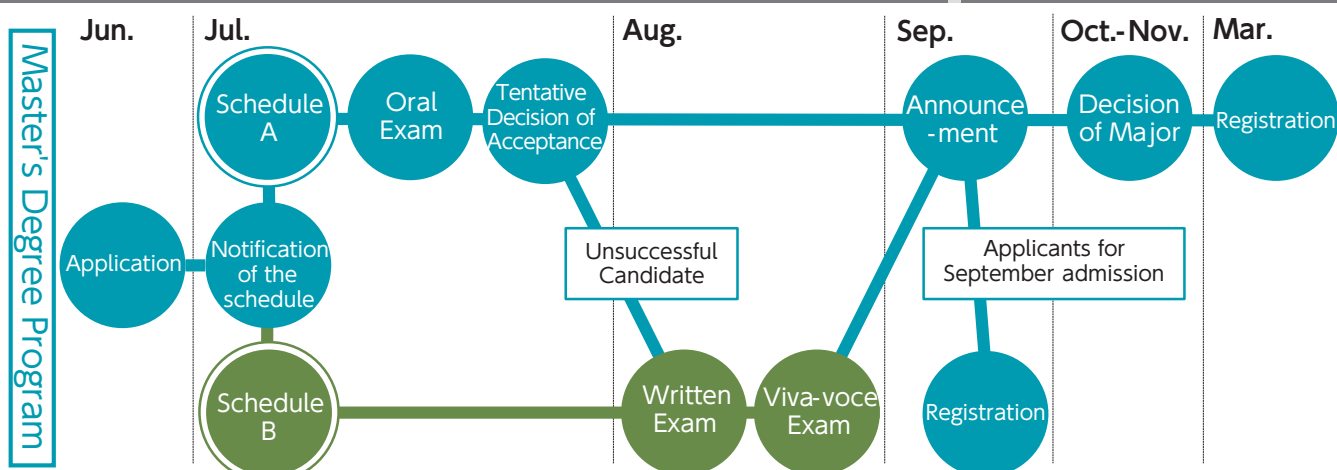 Master's Degree Program
Jun.
Jul.
Aug.
Sep.
Oct.-Nov.
Mar.
Schedule
A
Oral
Exam
Tentative
Decision of
Acceptance
Announce
-ment
Decision
of Major
Registration
Application
Notification
of the
schedule
Unsuccessful
Candidate
Applicants for
September admission
Schedule
B
Written
Exam
Viva-voce
Exam
Registration